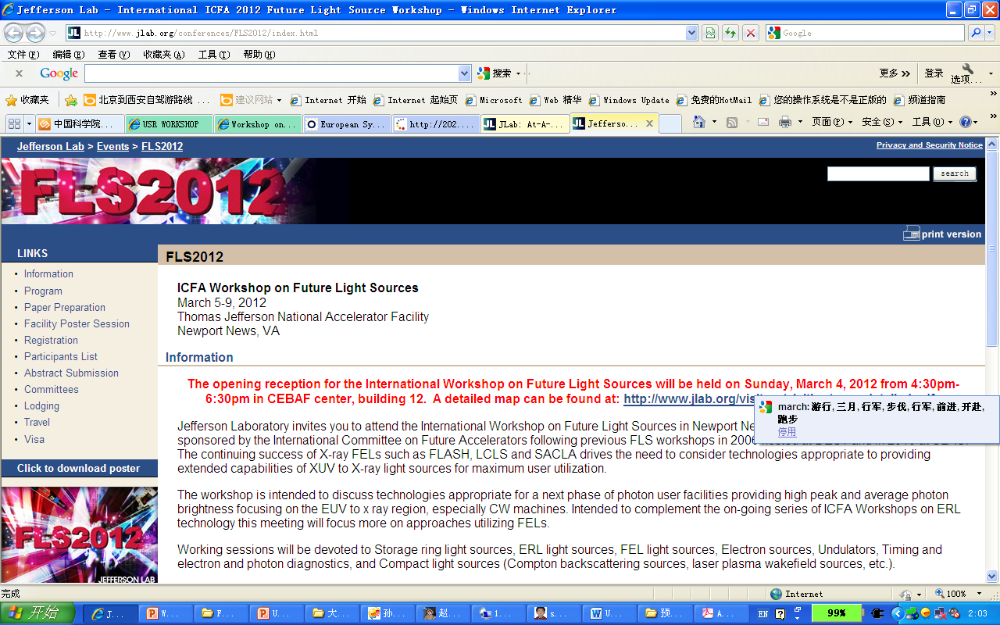 Jefferson Lab - International ICFA 2012 Future Light Source Workshop - Windows Internet Explorer
http://www.jlab.org/conferences/FLS2012/index.html
Google
文件(F) 编辑(E) 查看(V) 收藏夹(A) 工具(T) 帮助(H)
x Google 搜索 更多 >> 登录 选项...
收藏夹 北京到西安自驾游路线 ... 建议网站 Internet 开始 Internet 起始页 Microsoft Web 精华 Windows Update 免费的HotMail 您的操作系统是不是正版的 频道指南
中国科学院... USR WORKSHOP Workshop on... European Sy... http://202.... JLab: At-A-... Jefferso... 页面(P) 安全(S) 工具(O)
Jefferson Lab > Events > FLS2012
Privacy and Security Notice
FLS2012
search
print version
LINKS
Information
Program
Paper Preparation
Facility Poster Session
Registration
Participants List
Abstract Submission
Committees
Lodging
Travel
Visa
Click to download poster
FLS2012
JEFFERSON LAB
FLS2012
ICFA Workshop on Future Light Sources
March 5-9, 2012
Thomas Jefferson National Accelerator Facility
Newport News, VA
Information
The opening reception for the International Workshop on Future Light Sources will be held on Sunday, March 4, 2012 from 4:30pm-
6:30pm in CEBAF center, building 12. A detailed map can be found at: http://www.jlab.org/
march: 游行, 三月, 行军, 步伐, 行军, 前进, 开赴,
跑步
停用
Jefferson Laboratory invites you to attend the International Workshop on Future Light Sources in Newport
sponsored by the International Committee on Future Accelerators following previous FLS workshops in
The continuing success of X-ray FELs such as FLASH, LCLS and SACLA drives the need to consider technologies appropriate to providing
extended capabilities of XUV to X-ray light sources for maximum user utilization.
The workshop is intended to discuss technologies appropriate for a next phase of photon user facilities providing high peak and average photon
brightness focusing on the EUV to x ray region, especially CW machines. Intended to complement the on-going series of ICFA Workshops on ERL
technology this meeting will focus more on approaches utilizing FELs.
Working sessions will be devoted to Storage ring light sources, ERL light sources, FEL light sources, Electron sources, Undulators, Timing and
electron and photon diagnostics, and Compact light sources (Compton backscattering sources, laser plasma wakefield sources, etc.).
完成 Internet 100%
开始 J... W... F... U... 大... 孙... 赵... 1... s... U... 预... A... EN 99% 2:03